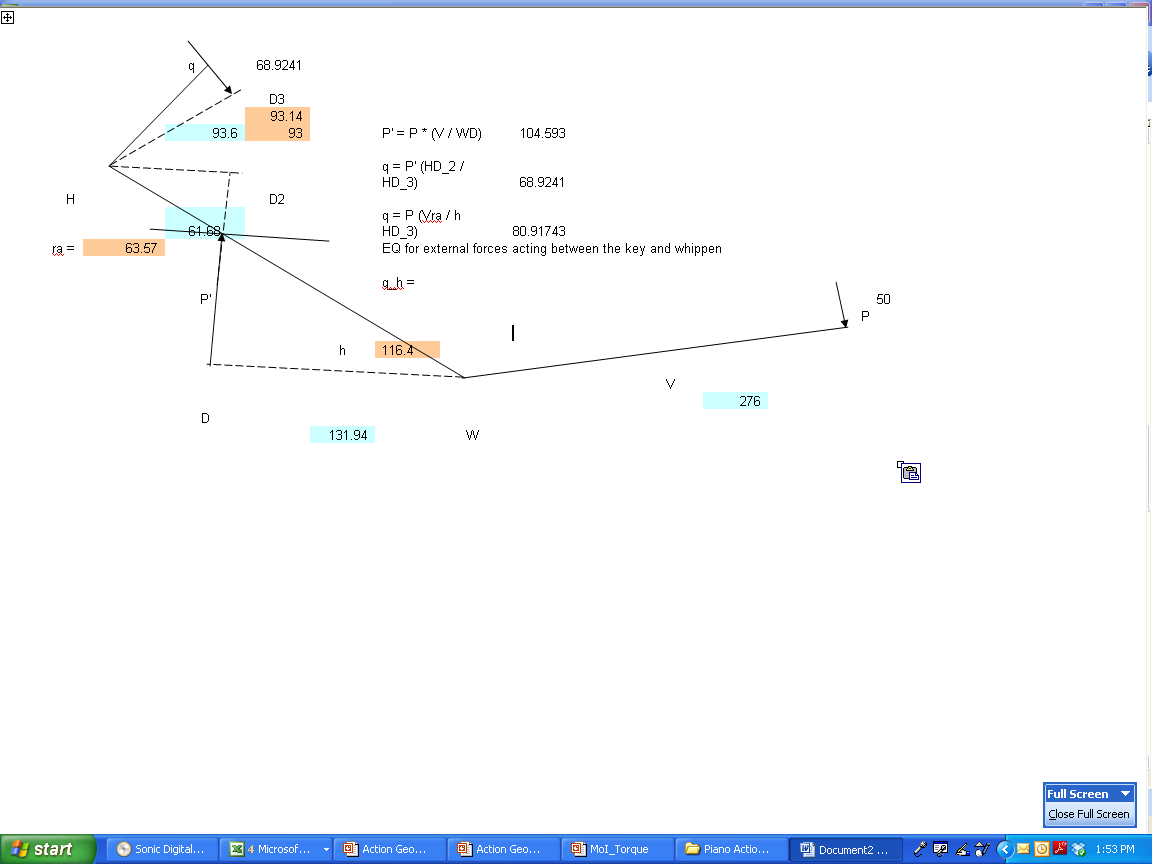 q 68.9241
D3
93.14
93.6 93
P' = P * (V / WD) 104.593
q = P' (HD_2 /
HD_3) 68.9241
H D2
q = P (Vra / h
61.68 HD_3) 80.91743
ra = 63.57 EQ for external forces acting between the key and whippen
q_h =
P' 50
P
h 116.4
V
276
D
131.94 W
Full Screen
Close Full Screen
start Sonic Digital... 4 Microsof... Action Geo... Action Geo... MoI_Torque Piano Actio... Document2 ... 1:53 PM